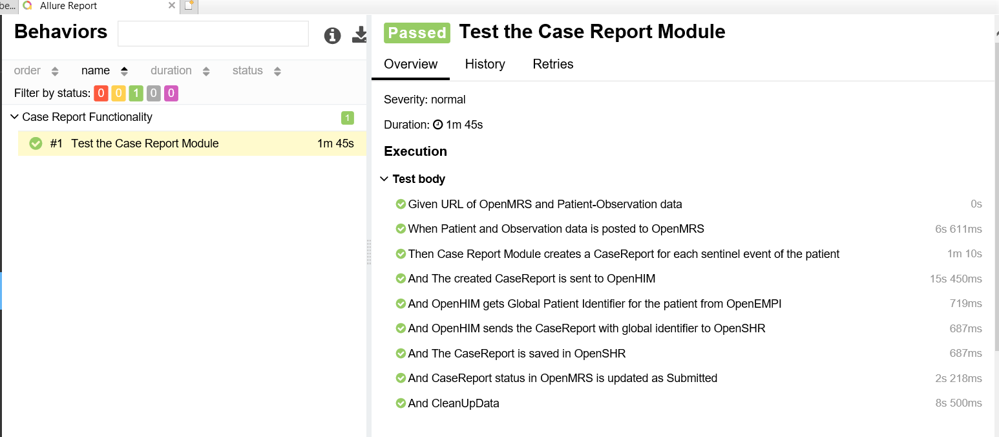 be...
Allure Report
Behaviors
order name duration status
Filter by status: 0 0 1 0 0
Case Report Functionality 1
#1 Test the Case Report Module 1m 45s
Passed Test the Case Report Module
Overview History Retries
Severity: normal
Duration: 1m 45s
Execution
Test body
Given URL of OpenMRS and Patient-Observation data 0s
When Patient and Observation data is posted to OpenMRS 6s 611ms
Then Case Report Module creates a CaseReport for each sentinel event of the patient 1m 10s
And The created CaseReport is sent to OpenHIM 15s 450ms
And OpenHIM gets Global Patient Identifier for the patient from OpenEMPI 719ms
And OpenHIM sends the CaseReport with global identifier to OpenSHR 687ms
And The CaseReport is saved in OpenSHR 687ms
And CaseReport status in OpenMRS is updated as Submitted 2s 218ms
And CleanUpData 8s 500ms